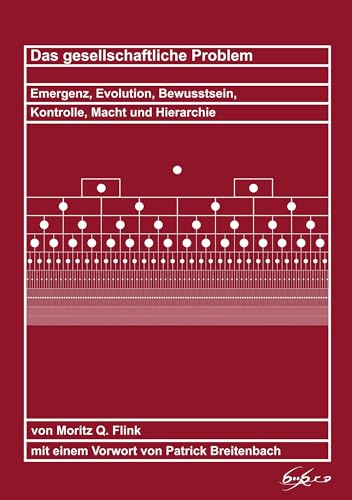 Das gesellschaftliche Problem
Emergenz, Evolution, Bewusstsein,
Kontrolle, Macht und Hierarchie
von Moritz Q. Flink
mit einem Vorwort von Patrick Breitenbach